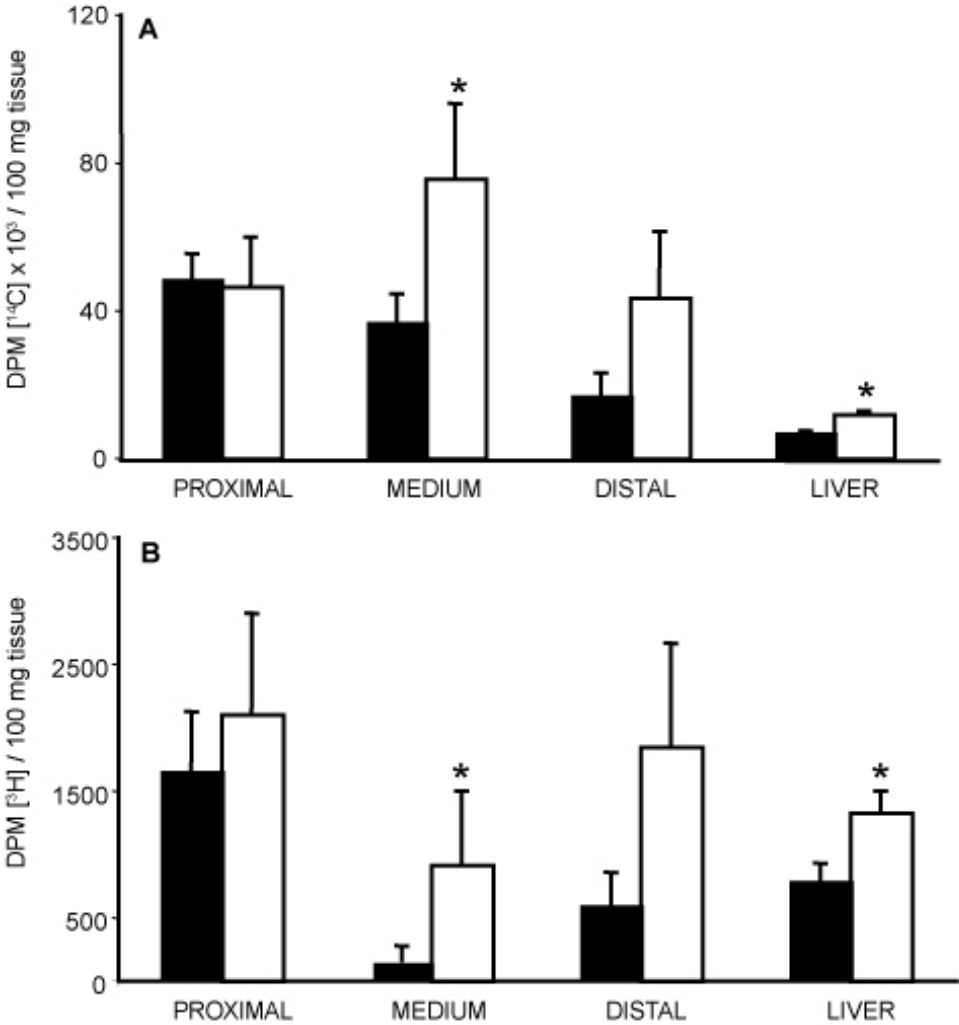 A
DPM [¹⁴C] x 10³ / 100 mg tissue
120
80
40
0
*
*
PROXIMAL MEDIUM DISTAL LIVER
B
DPM [³H] / 100 mg tissue
3500
2500
1500
500
0
*
*
PROXIMAL MEDIUM DISTAL LIVER